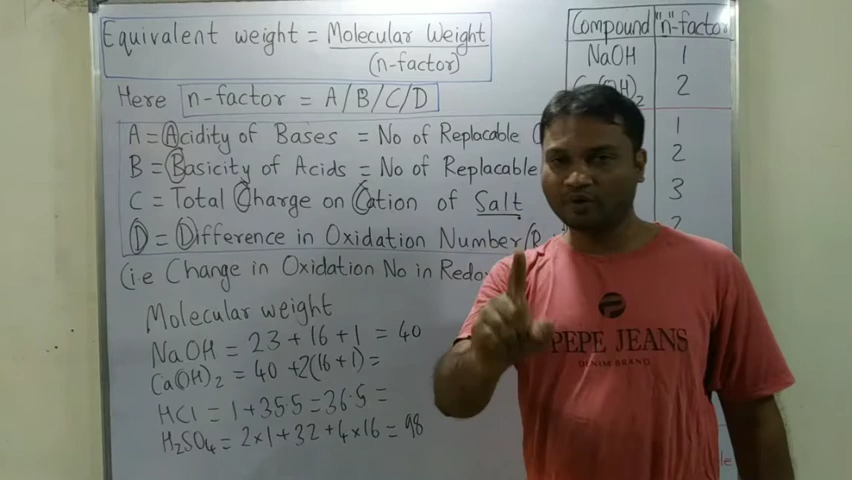 Equivalent weight = Molecular Weight
(n-factor)
Here n-factor = A/B/C/D
A = Acidity of Bases = No of Replacable
B = Basicity of Acids = No of Replacable
C = Total Charge on Cation of Salt
D = Difference in Oxidation Number
(i.e Change in Oxidation No in
Molecular weight
NaOH = 23 + 16 + 1 = 40
Ca(OH)2 = 40 + 2(16 + 1) =
HCl = 1 + 35.5 = 36.5 =
H2SO4 = 2×1 + 32 + 4×16 = 98
Compound "n"-factor
NaOH 1
2
1
2
3
PEPE JEANS
DENIM BRAND